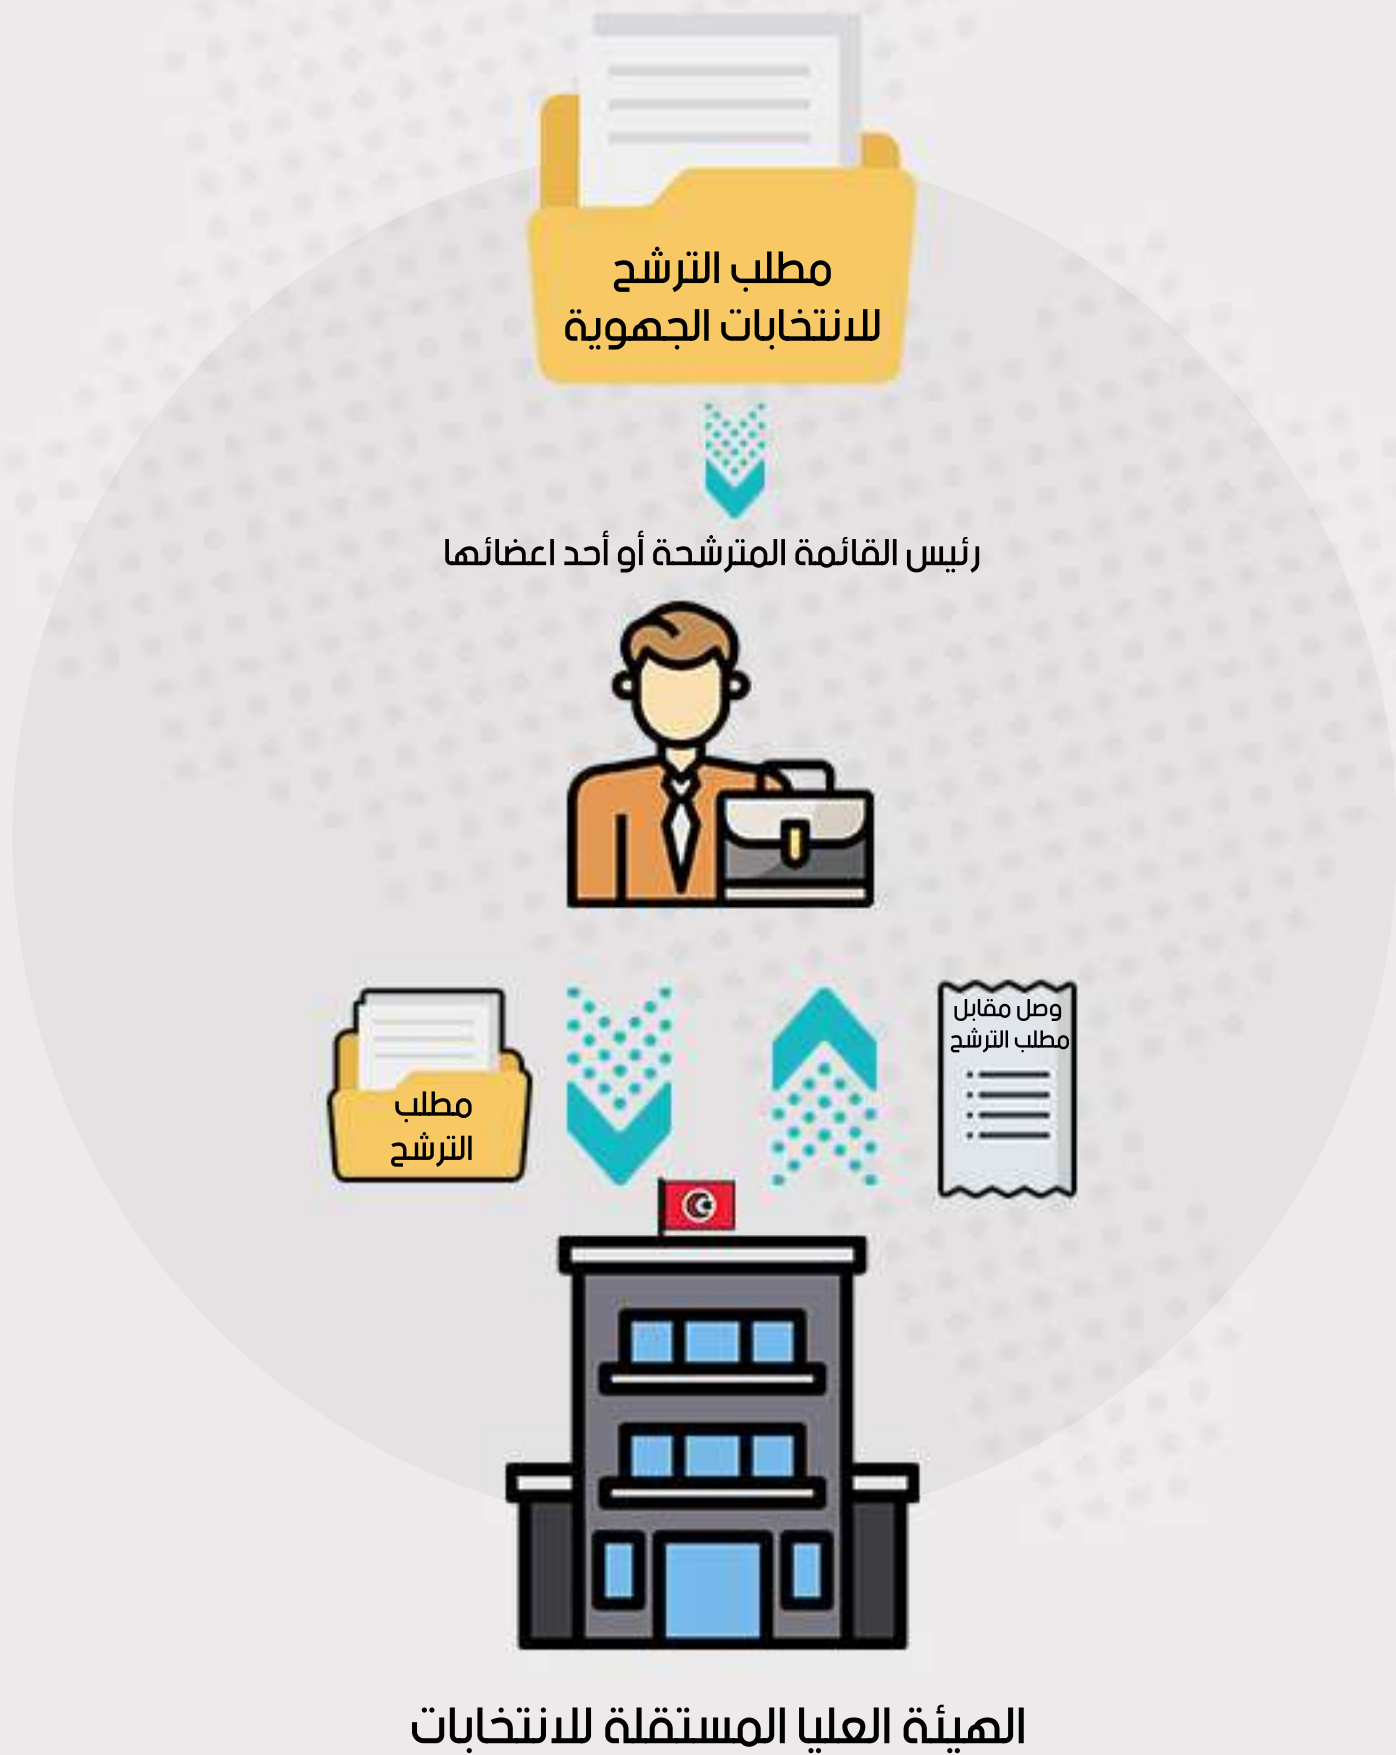 مطلب الترشح
للانتخابات الجهوية
رئيس القائمة المترشحة أو أحد اعضائها
وصل مقابل
مطلب الترشح
مطلب
الترشح
الهيئة العليا المستقلة للانتخابات